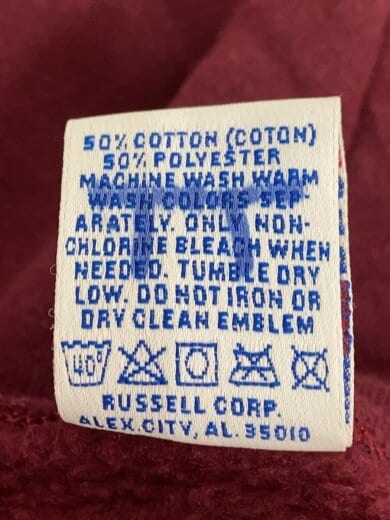 50% COTTON (COTON)
50% POLYESTER
MACHINE WASH WARM
WASH COLORS SEP
ARATELY. ONLY NON-
CHLORINE BLEACH WHEN
NEEDED. TUMBLE DRY
LOW. DO NOT IRON OR
DRY CLEAN EMBLEM
40°
RUSSELL CORP.
ALEX.CITY, AL. 35010